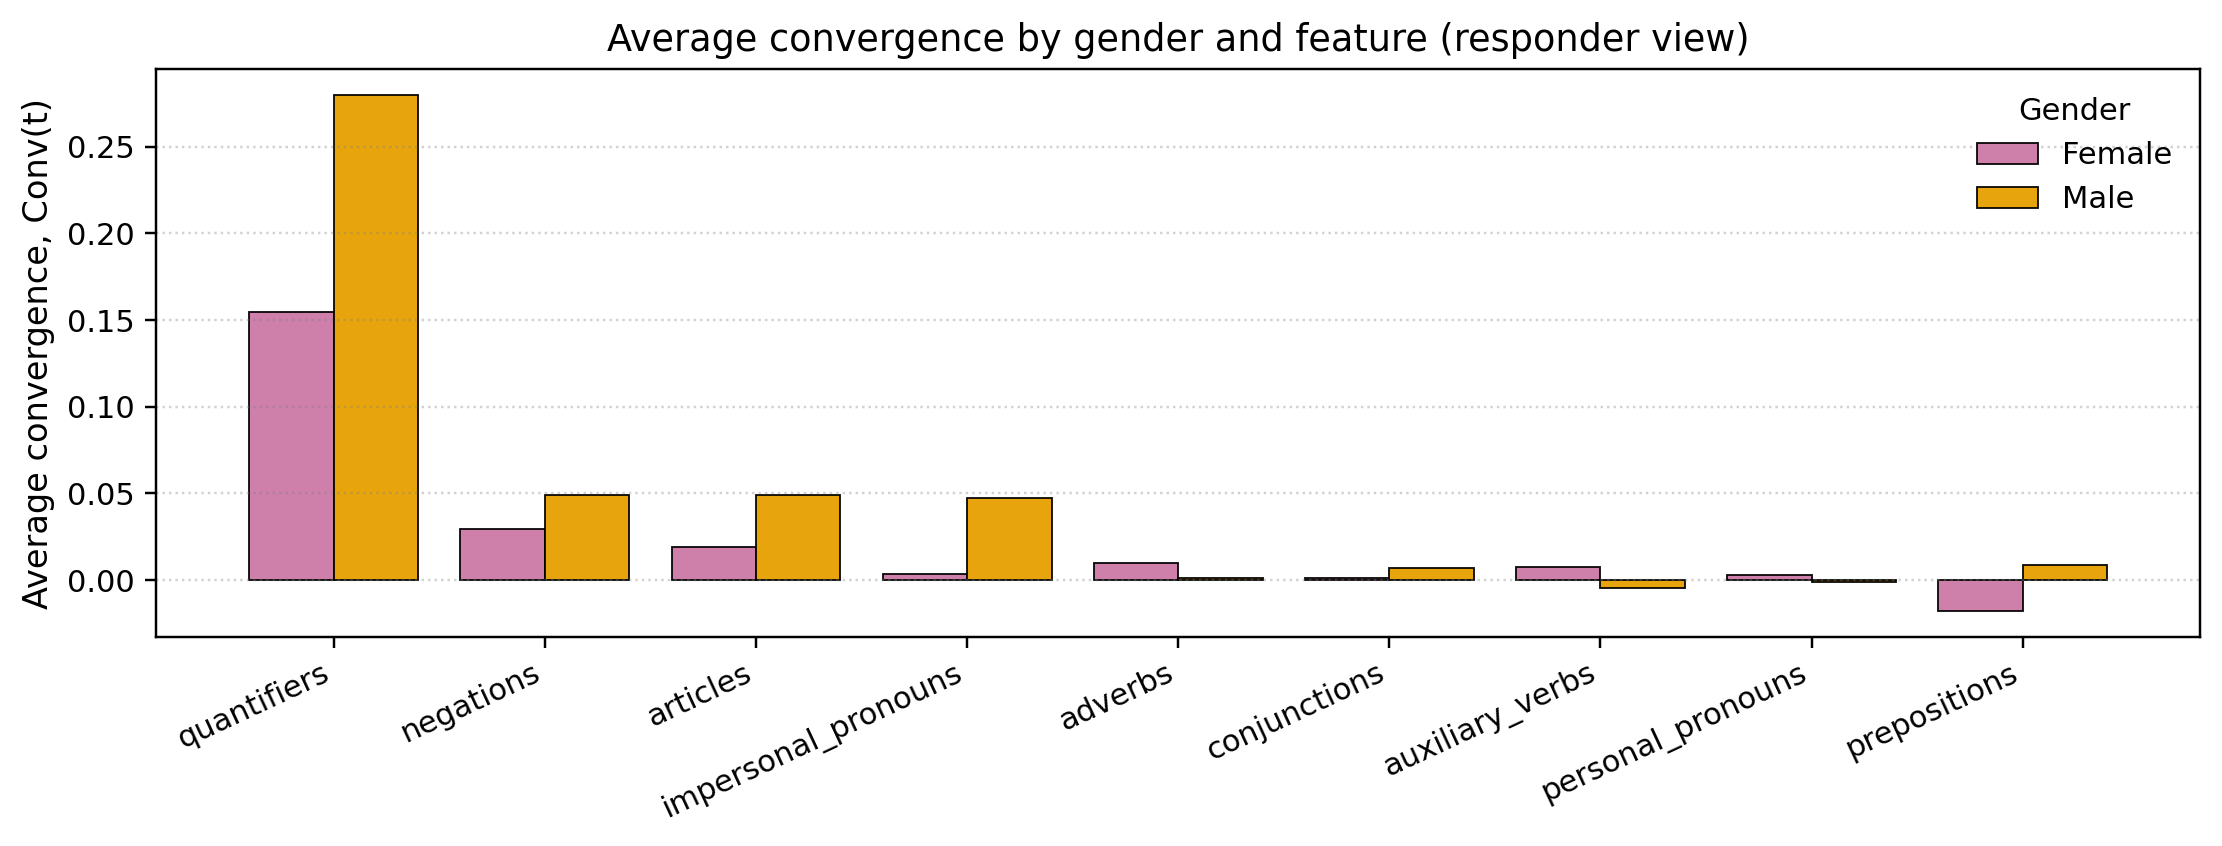 Average convergence by gender and feature (responder view)
Average convergence, Conv(t)
0.25
0.20
0.15
0.10
0.05
0.00
Gender
Female
Male
quantifiers
negations
articles
impersonal_pronouns
adverbs
conjunctions
auxiliary_verbs
personal_pronouns
prepositions